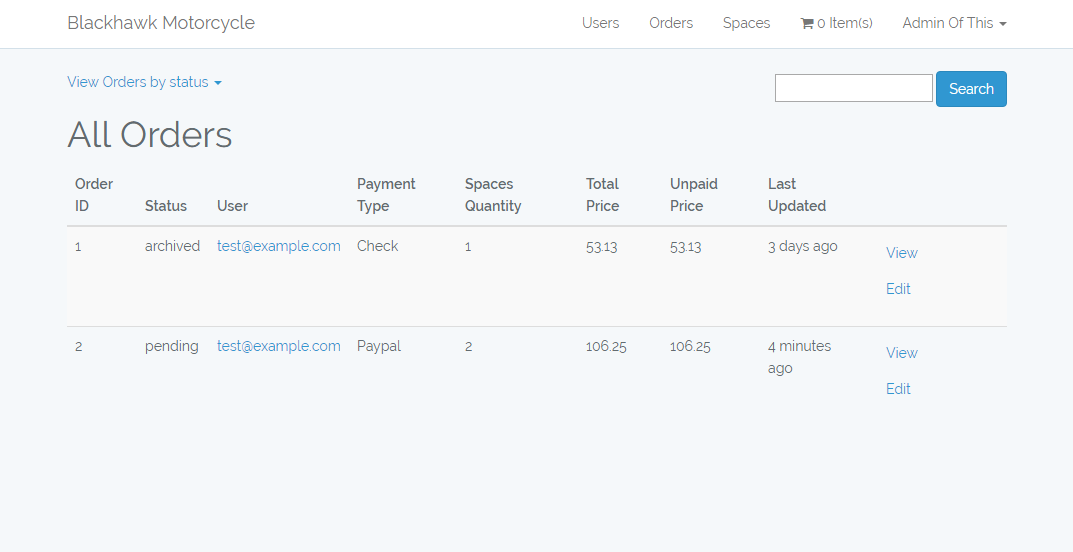 Blackhawk Motorcycle Users Orders Spaces 0 Item(s) Admin Of This
View Orders by status Search
All Orders
Order ID Status User Payment Type Spaces Quantity Total Price Unpaid Price Last Updated
1 archived test@example.com Check 1 53.13 53.13 3 days ago View
Edit
2 pending test@example.com Paypal 2 106.25 106.25 4 minutes ago View
Edit